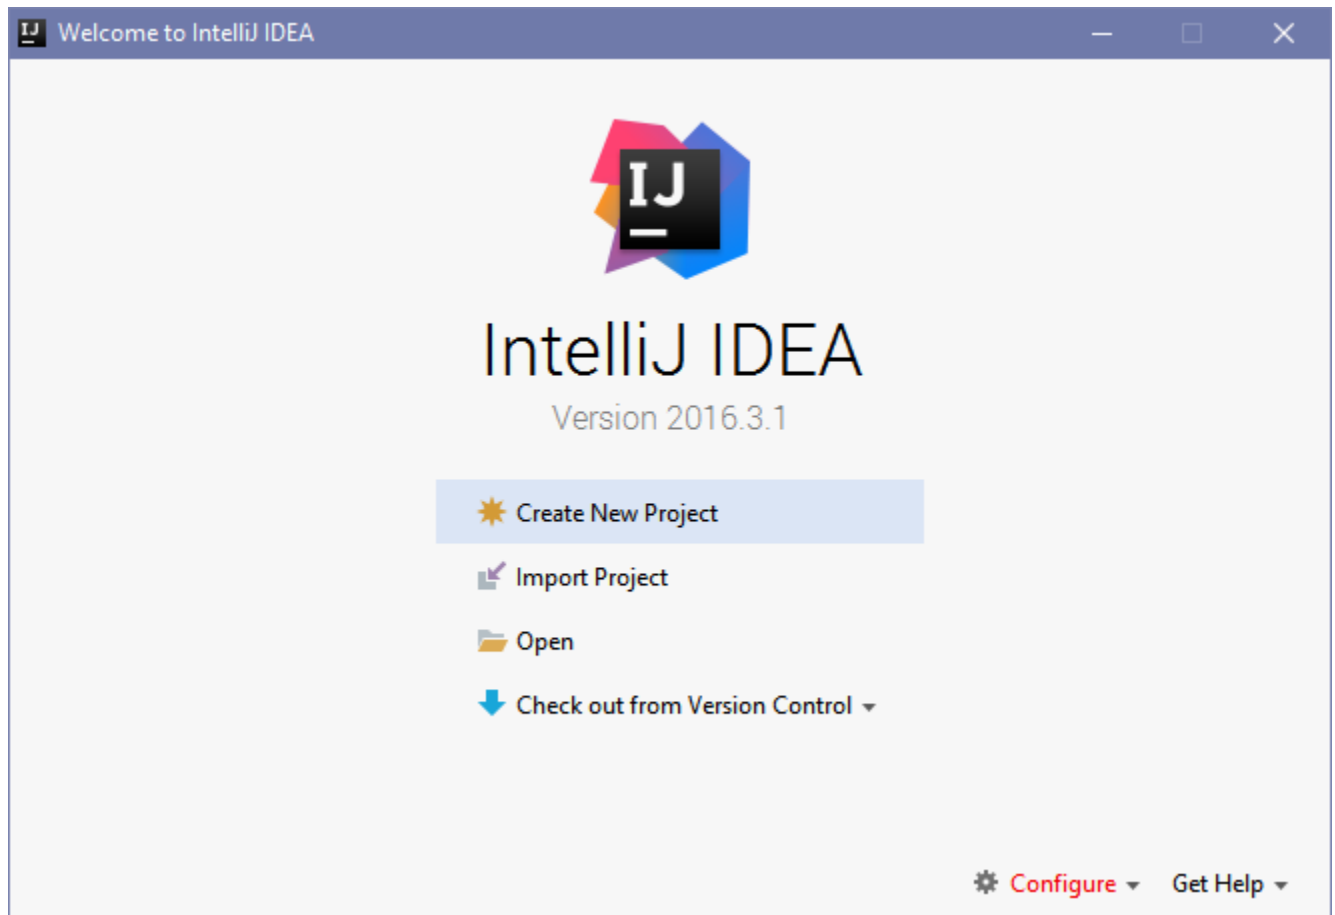 IJ Welcome to IntelliJ IDEA
IJ
IntelliJ IDEA
Version 2016.3.1
Create New Project
Import Project
Open
Check out from Version Control
Configure Get Help